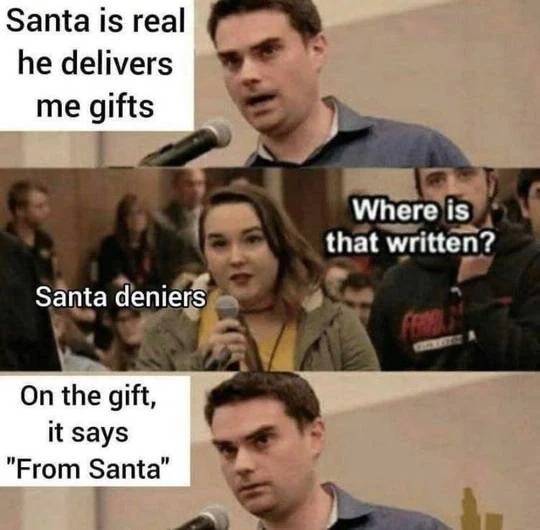 Santa is real
he delivers
me gifts
Where is
that written?
Santa deniers
On the gift,
it says
"From Santa"